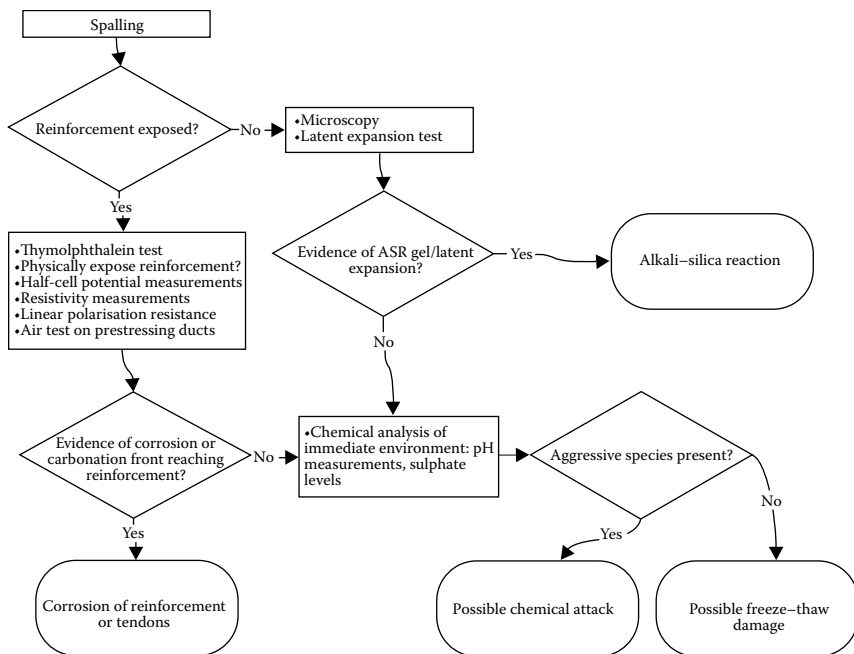 Spalling
Reinforcement exposed?
No
•Microscopy
•Latent expansion test
Yes
•Thymolphthalein test
•Physically expose reinforcement?
•Half-cell potential measurements
•Resistivity measurements
•Linear polarisation resistance
•Air test on prestressing ducts
Evidence of ASR gel/latent
expansion?
Yes
Alkali–silica reaction
No
Evidence of corrosion or
carbonation front reaching
reinforcement?
No
•Chemical analysis of
immediate environment: pH
measurements, sulphate
levels
Aggressive species present?
Yes
No
Yes
Corrosion of reinforcement
or tendons
Possible chemical attack
Possible freeze–thaw
damage